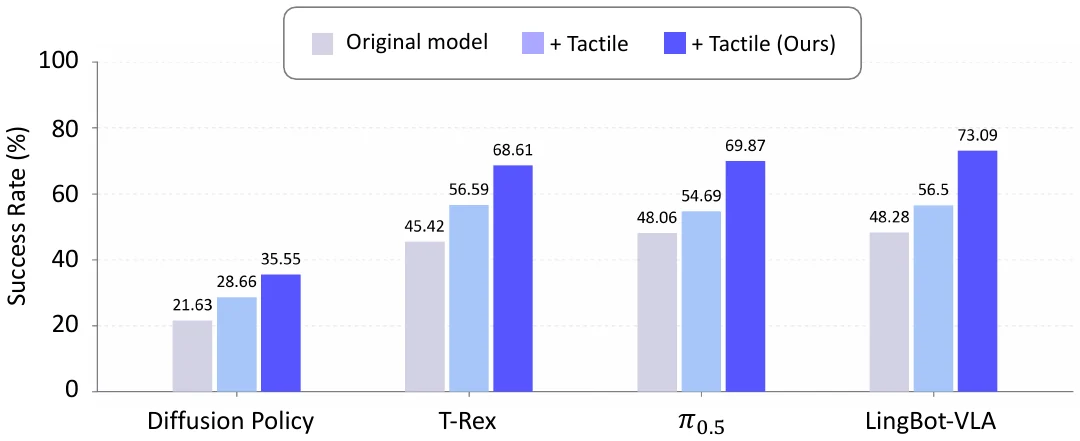 Original model + Tactile + Tactile (Ours)
Success Rate (%)
100
80
60
40
20
0
21.63 28.66 35.55
45.42 56.59 68.61
48.06 54.69 69.87
48.28 56.5 73.09
Diffusion Policy T-Rex π0.5 LingBot-VLA